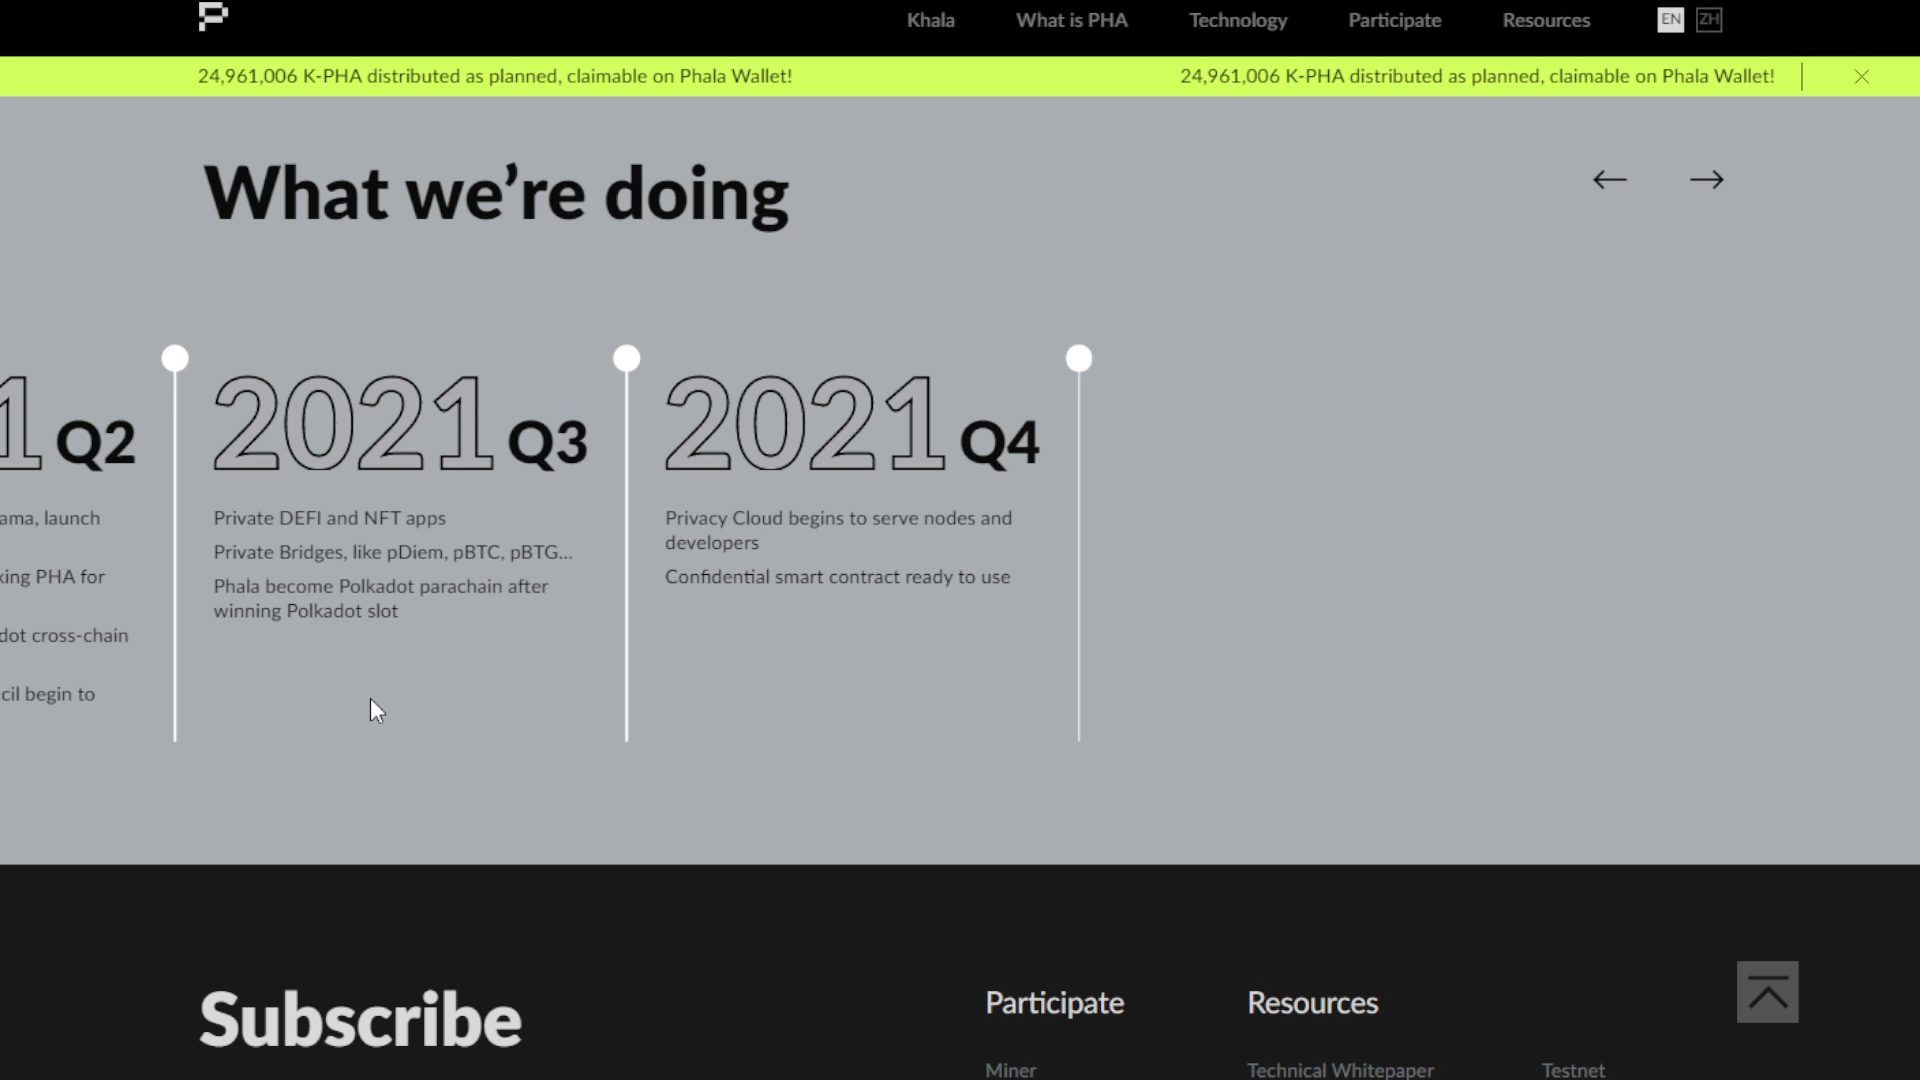 Khala What is PHA Technology Participate Resources EN ZH
24,961,006 K-PHA distributed as planned, claimable on Phala Wallet! 24,961,006 K-PHA distributed as planned, claimable on Phala Wallet!
What we’re doing
1 Q2
ama, launch
king PHA for
dot cross-chain
cil begin to
2021 Q3
Private DEFI and NFT apps
Private Bridges, like pDiem, pBTC, pBTG...
Phala become Polkadot parachain after
winning Polkadot slot
2021 Q4
Privacy Cloud begins to serve nodes and
developers
Confidential smart contract ready to use
Subscribe
Participate
Miner
Resources
Technical Whitepaper Testnet